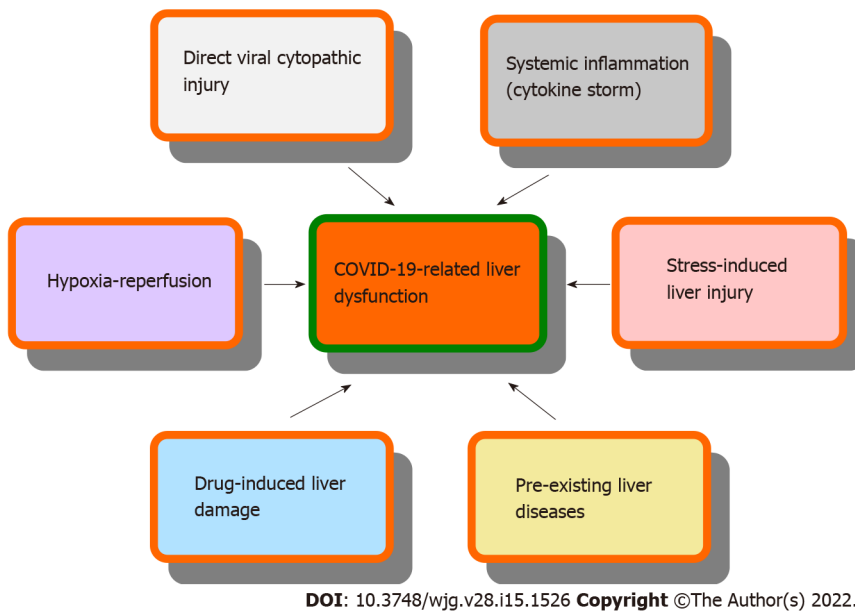 Direct viral cytopathic
injury
Systemic inflammation
(cytokine storm)
Hypoxia-reperfusion
COVID-19-related liver
dysfunction
Stress-induced
liver injury
Drug-induced liver
damage
Pre-existing liver
diseases
DOI: 10.3748/wjg.v28.i15.1526 Copyright ©The Author(s) 2022.